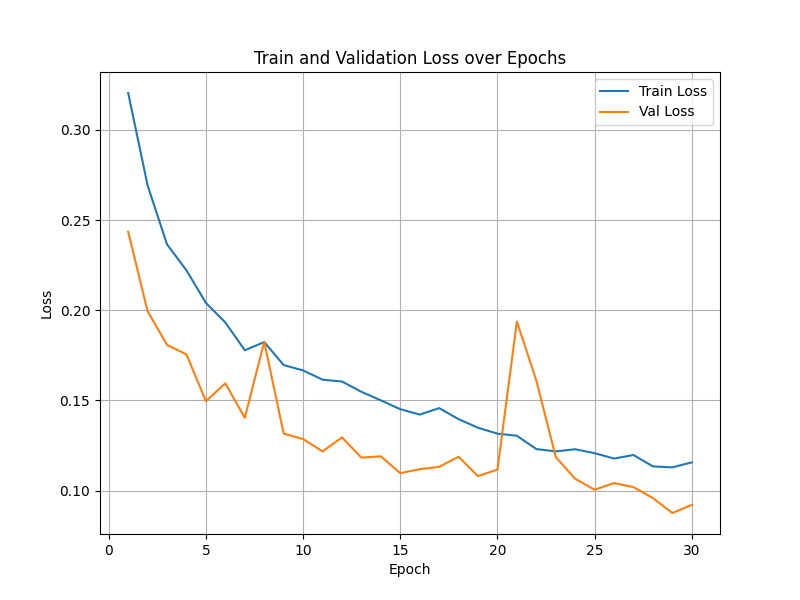 Train and Validation Loss over Epochs
Train Loss
Val Loss
0.30
0.25
0.20
0.15
0.10
Loss
0 5 10 15 20 25 30
Epoch